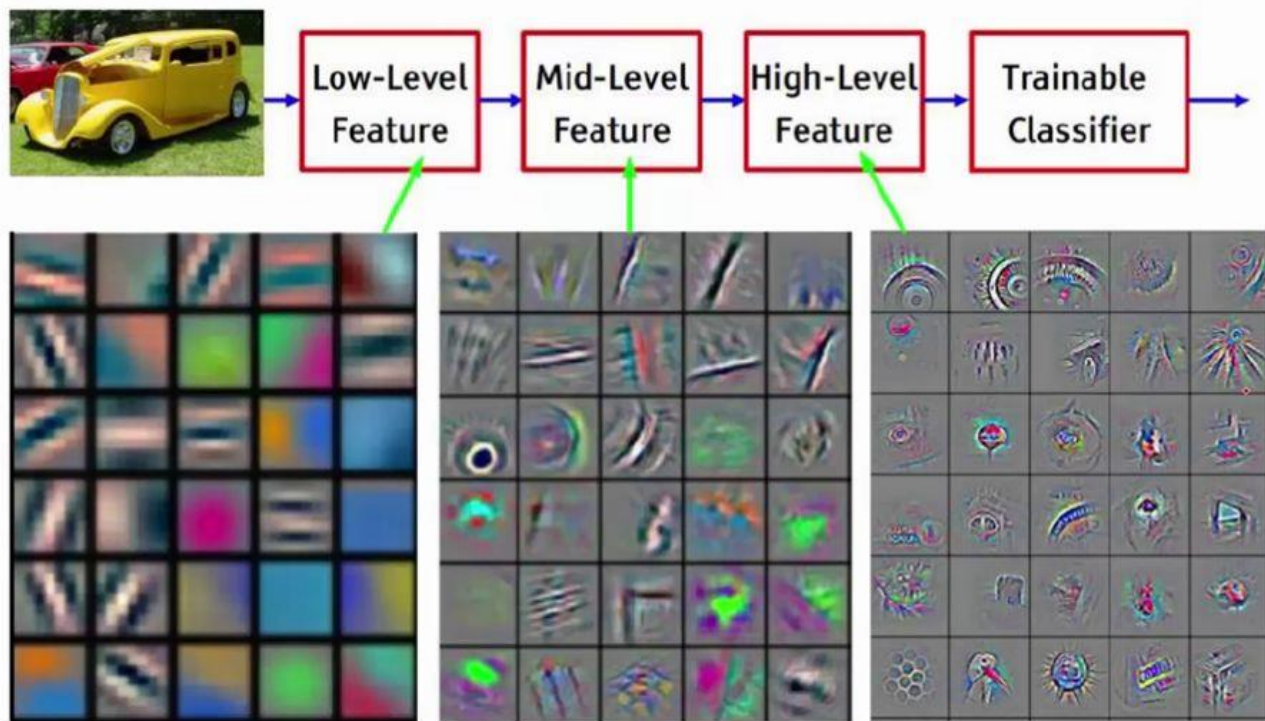 Low-Level
Feature
Mid-Level
Feature
High-Level
Feature
Trainable
Classifier